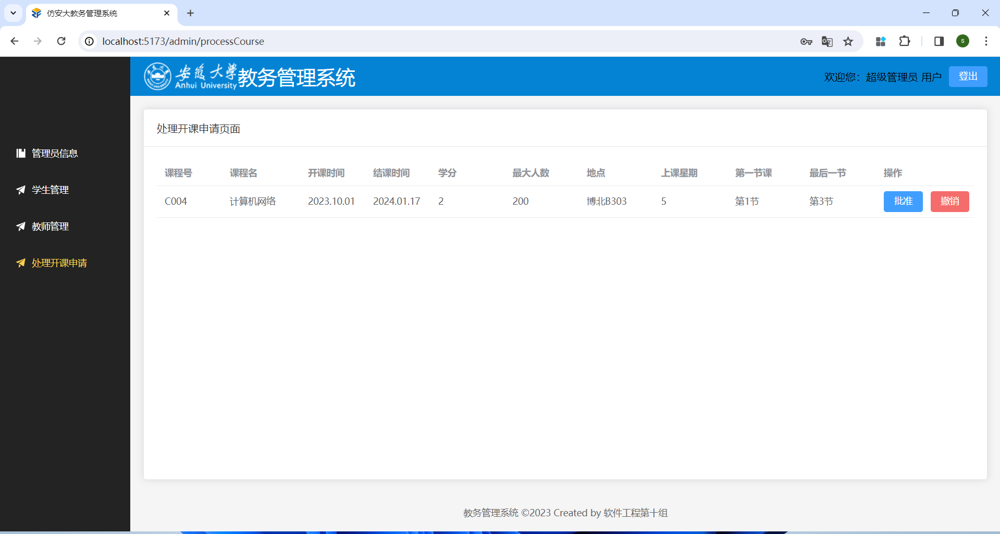 仿安大教务管理系统
localhost:5173/admin/processCourse
S
安徽大学
Anhui University
教务管理系统
欢迎您：超级管理员 用户
登出
管理员信息
学生管理
教师管理
处理开课申请
处理开课申请页面
课程号 课程名 开课时间 结课时间 学分 最大人数 地点 上课星期 第一节课 最后一节 操作
C004 计算机网络 2023.10.01 2024.01.17 2 200 博北B303 5 第1节 第3节 批准 撤销
教务管理系统 ©2023 Created by 软件工程第十组